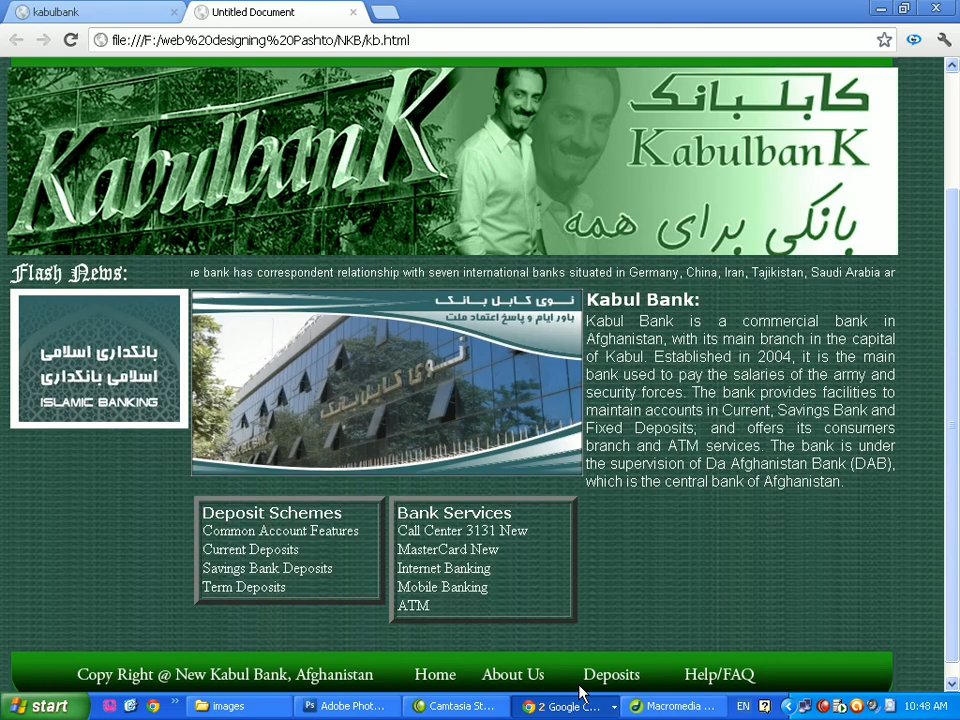 kabulbank
Untitled Document
file:///F:/web%20designing%20Pashto/NKB/kb.html
KabulbanK
کابلبانک
KabulbanK
بانکی برای همه
Flash News:
ne bank has correspondent relationship with seven international banks situated in Germany, China, Iran, Tajikistan, Saudi Arabia ar
بانکداری اسلامی
اسلامی بانکداری
ISLAMIC BANKING
نوی کابل بانک
باور ایام و پاسخ اعتماد ملت
نوی کابل بانک
Kabul Bank:
Kabul Bank is a commercial bank in
Afghanistan, with its main branch in the capital
of Kabul. Established in 2004, it is the main
bank used to pay the salaries of the army and
security forces. The bank provides facilities to
maintain accounts in Current, Savings Bank and
Fixed Deposits; and offers its consumers
branch and ATM services. The bank is under
the supervision of Da Afghanistan Bank (DAB),
which is the central bank of Afghanistan.
Deposit Schemes
Common Account Features
Current Deposits
Savings Bank Deposits
Term Deposits
Bank Services
Call Center 3131 New
MasterCard New
Internet Banking
Mobile Banking
ATM
Copy Right @ New Kabul Bank, Afghanistan Home About Us Deposits Help/FAQ
start images Adobe Phot... Camtasia St... 2 Google C... Macromedia ... EN 10:48 AM